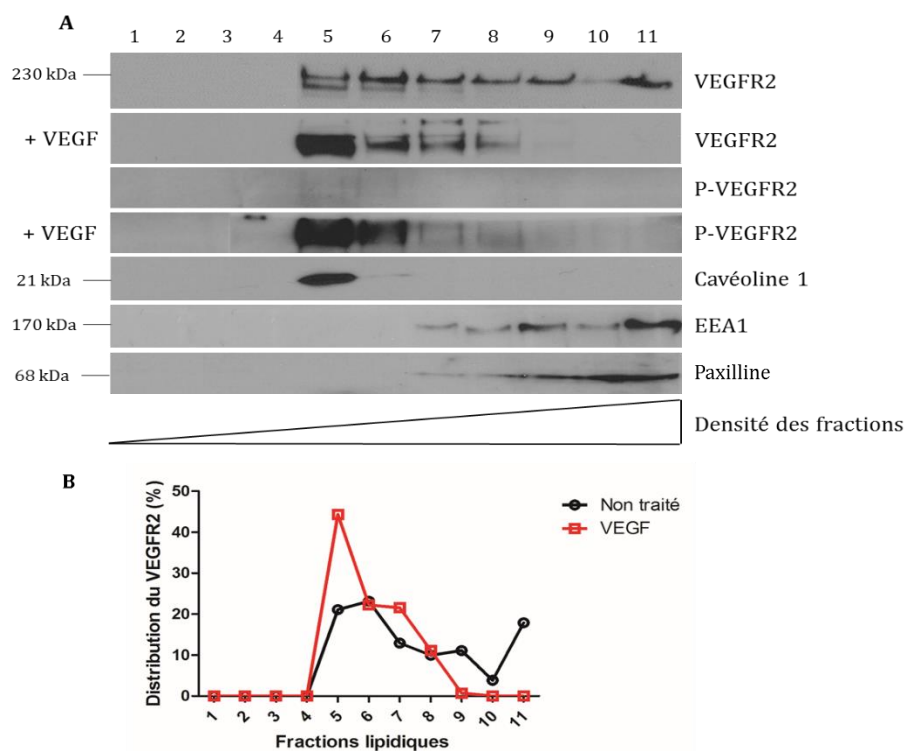 A
1 2 3 4 5 6 7 8 9 10 11
230 kDa VEGFR2
+ VEGF VEGFR2
P-VEGFR2
+ VEGF P-VEGFR2
21 kDa Cavéoline 1
170 kDa EEA1
68 kDa Paxilline
Densité des fractions
B
Distribution du VEGFR2 (%)
50
40
30
20
10
0
1 2 3 4 5 6 7 8 9 10 11
Fractions lipidiques
Non traité
VEGF